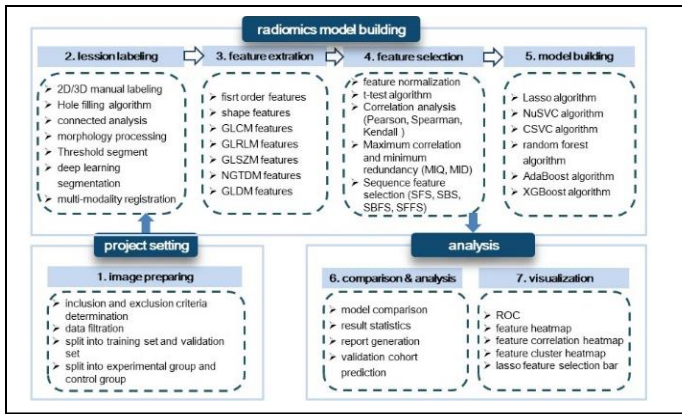 radiomics model building
2. lession labeling
➢ 2D/3D manual labeling
➢ Hole filling algorithm
➢ connected analysis
➢ morphology processing
➢ Threshold segment
➢ deep learning
segmentation
➢ multi-modality registration
3. feature extration
➢ fisrt order features
➢ shape features
➢ GLCM features
➢ GLRLM features
➢ GLSZM features
➢ NGTDM features
➢ GLDM features
4. feature selection
➢ feature normalization
➢ t-test algorithm
➢ Correlation analysis
(Pearson, Spearman,
Kendall )
➢ Maximum correlation
and minimum
redundancy (MIQ, MID)
➢ Sequence feature
selection (SFS, SBS,
SBFS, SFFS)
5. model building
➢ Lasso algorithm
➢ NuSVC algorithm
➢ CSVC algorithm
➢ random forest
algorithm
➢ AdaBoost algorithm
➢ XGBoost algorithm
project setting
1. image preparing
➢ inclusion and exclusion criteria
determination
➢ data filtration
➢ split into training set and validation
set
➢ split into experimental group and
control group
analysis
6. comparison & analysis
➢ model comparison
➢ result statistics
➢ report generation
➢ validation cohort
prediction
7. visualization
➢ ROC
➢ feature heatmap
➢ feature correlation heatmap
➢ feature cluster heatmap
➢ lasso feature selection bar